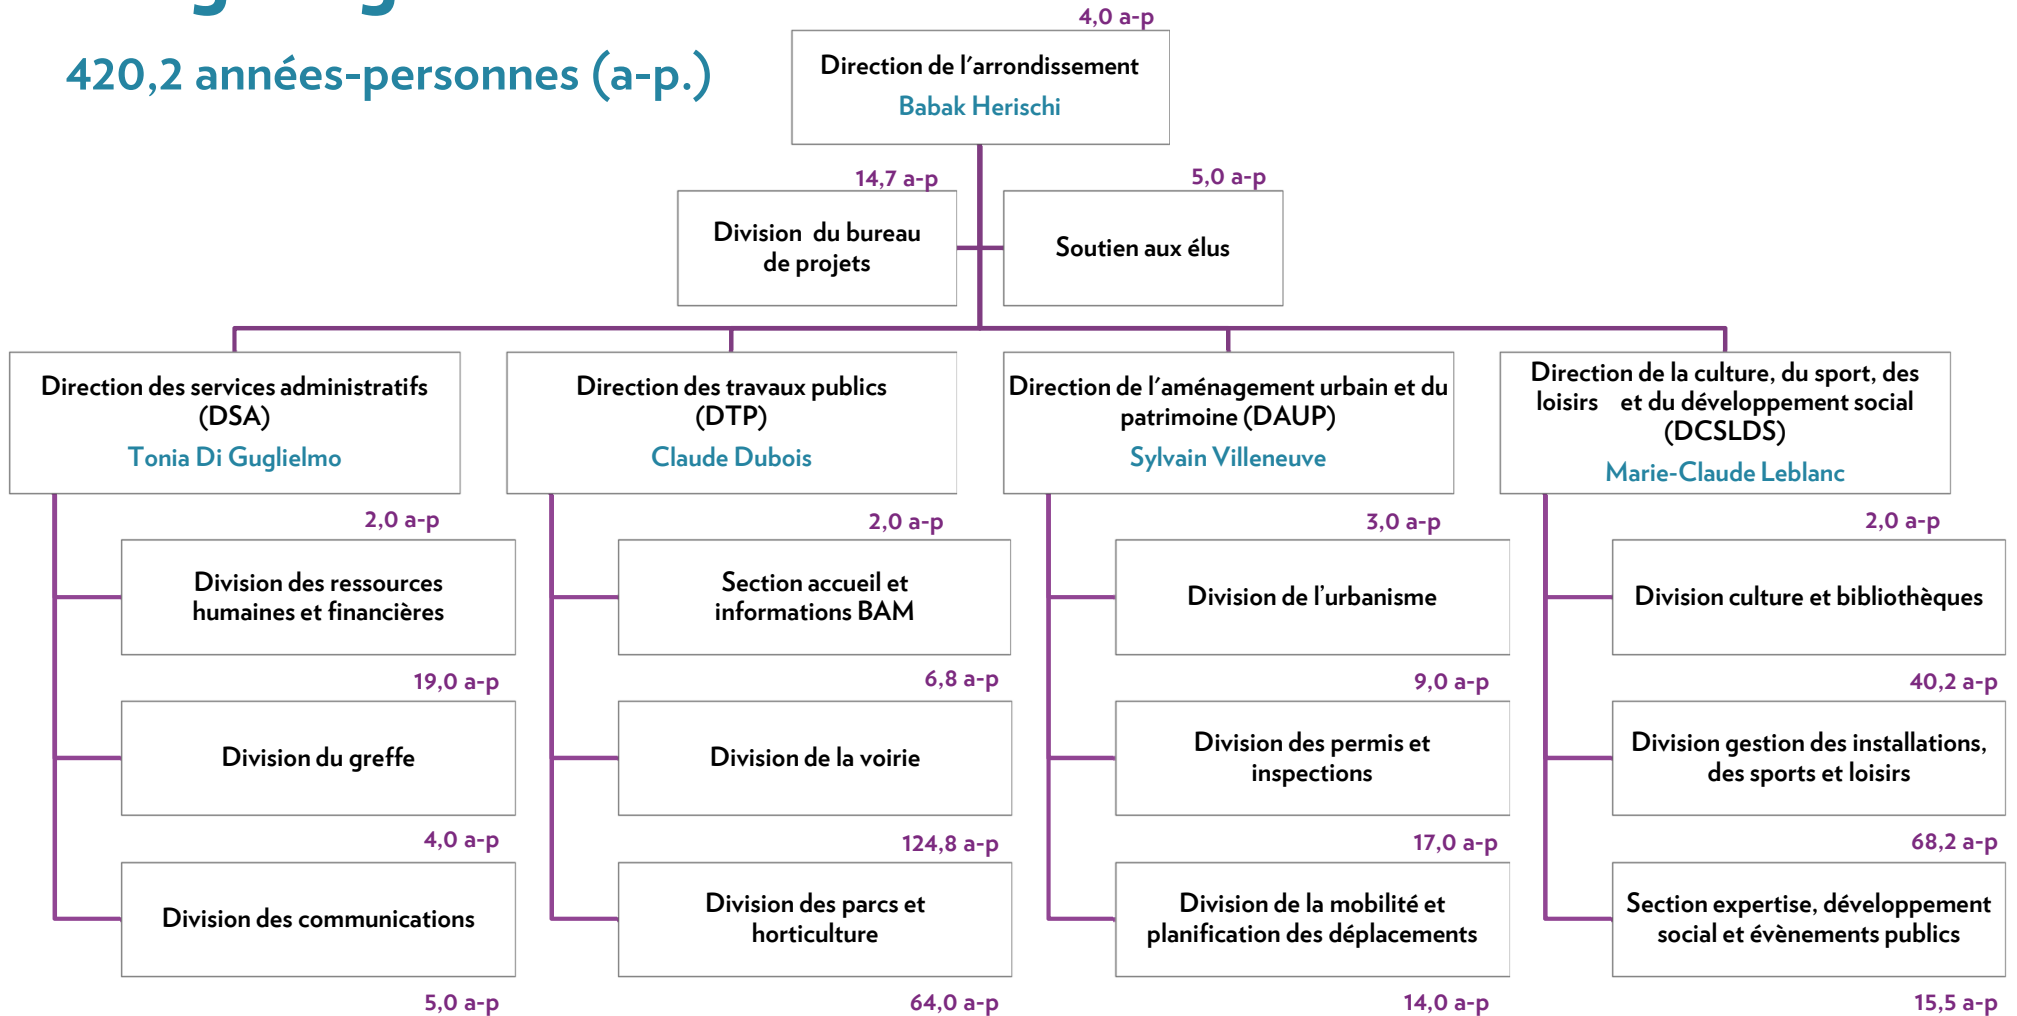 420,2 années-personnes (a-p.)
4,0 a-p
Direction de l'arrondissement
Babak Herischi
14,7 a-p
Division du bureau
de projets
5,0 a-p
Soutien aux élus
Direction des services administratifs
(DSA)
Tonia Di Guglielmo
2,0 a-p
Division des ressources
humaines et financières
19,0 a-p
Division du greffe
4,0 a-p
Division des communications
5,0 a-p
Direction des travaux publics
(DTP)
Claude Dubois
2,0 a-p
Section accueil et
informations BAM
6,8 a-p
Division de la voirie
124,8 a-p
Division des parcs et
horticulture
64,0 a-p
Direction de l'aménagement urbain et du
patrimoine (DAUP)
Sylvain Villeneuve
3,0 a-p
Division de l'urbanisme
9,0 a-p
Division des permis et
inspections
17,0 a-p
Division de la mobilité et
planification des déplacements
14,0 a-p
Direction de la culture, du sport, des
loisirs et du développement social
(DCSLDS)
Marie-Claude Leblanc
2,0 a-p
Division culture et bibliothèques
40,2 a-p
Division gestion des installations,
des sports et loisirs
68,2 a-p
Section expertise, développement
social et évènements publics
15,5 a-p